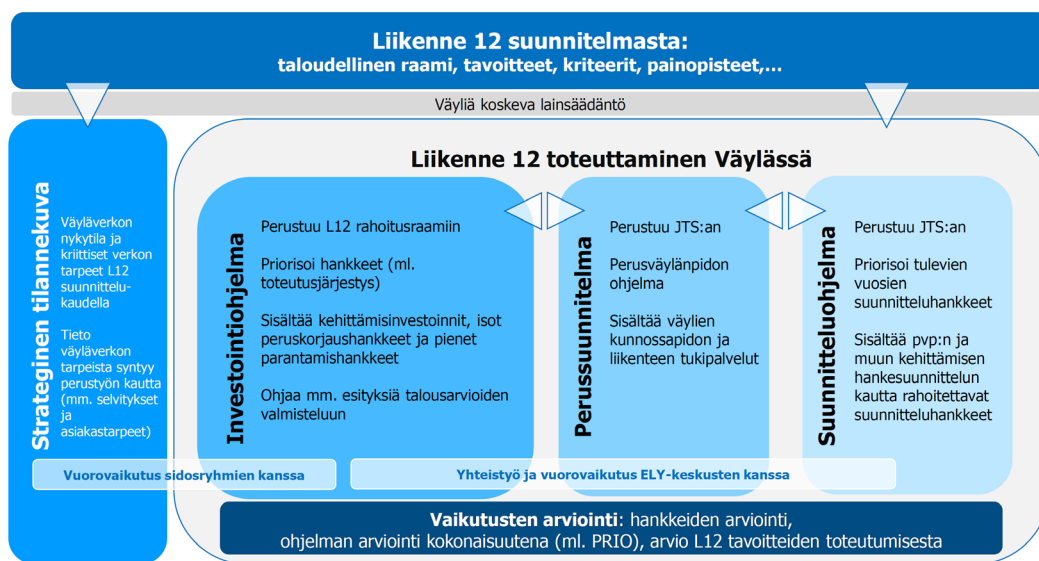 Liikenne 12 suunnitelmasta:
taloudellinen raami, tavoitteet, kriteerit, painopisteet,...
Väyliä koskeva lainsäädäntö
Strateginen tilannekuva
Väyläverkon
nykytila ja
kriittiset verkon
tarpeet L12
suunnittelu-
kaudella
Tieto
väyläverkon
tarpeista syntyy
perustyön kautta
(mm. selvitykset
ja
asiakastarpeet)
Liikenne 12 toteuttaminen Väylässä
Investointiohjelma
Perustuu L12 rahoitusraamiin
Priorisoi hankkeet (ml.
toteutusjärjestys)
Sisältää kehittämisinvestoinnit, isot
peruskorjaushankkeet ja pienet
parantamishankkeet
Ohjaa mm. esityksiä talousarvioiden
valmisteluun
Perussuunnitelma
Perustuu JTS:an
Perusväylänpidon
ohjelma
Sisältää väylien
kunnossapidon ja
liikenteen tukipalvelut
Suunnitteluohjelma
Perustuu JTS:an
Priorisoi tulevien
vuosien
suunnitteluhankkeet
Sisältää pvp:n ja
muun kehittämisen
hankesuunnittelun
kautta rahoitettavat
suunnitteluhankkeet
Vuorovaikutus sidosryhmien kanssa
Yhteistyö ja vuorovaikutus ELY-keskusten kanssa
Vaikutusten arviointi: hankkeiden arviointi,
ohjelman arviointi kokonaisuutena (ml. PRIO), arvio L12 tavoitteiden toteutumisesta